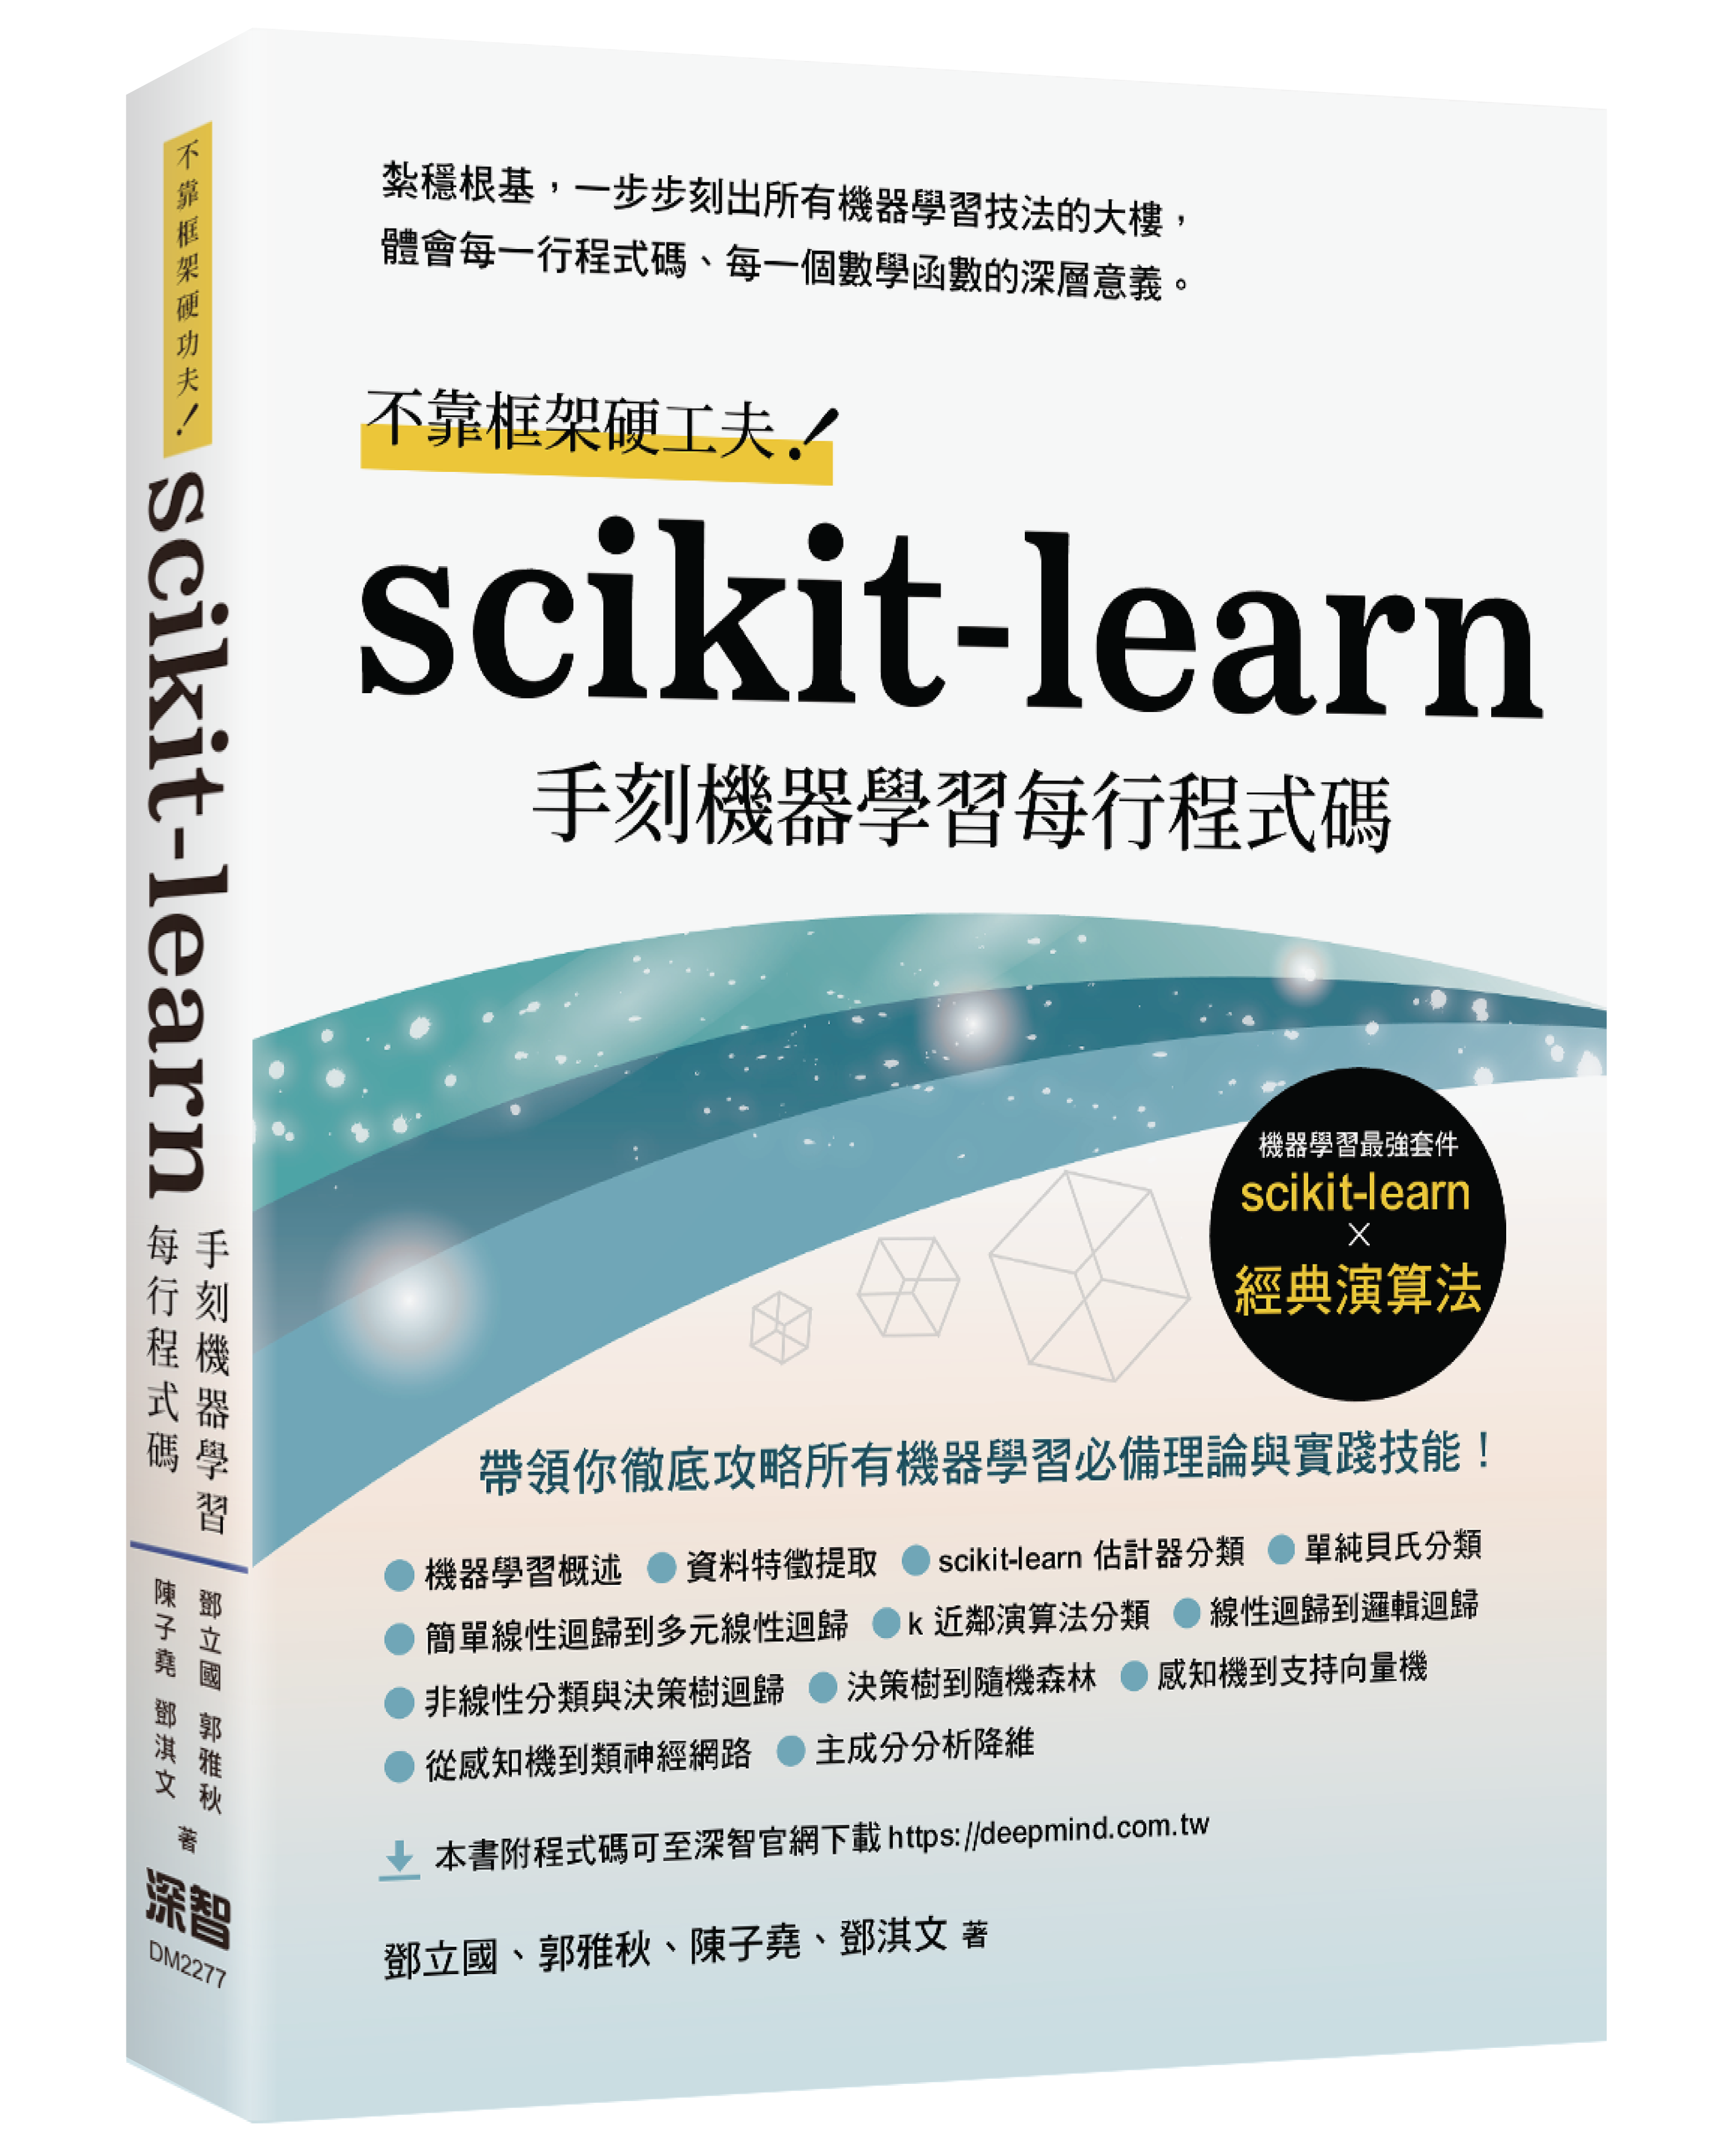 紮穩根基，一步步刻出所有機器學習技法的大樓，
體會每一行程式碼、每一個數學函數的深層意義。
不靠框架硬工夫！
scikit-learn
手刻機器學習每行程式碼
機器學習最強套件
scikit-learn
×
經典演算法
帶領你徹底攻略所有機器學習必備理論與實踐技能！
● 機器學習概述 ● 資料特徵提取 ● scikit-learn 估計器分類 ● 單純貝氏分類
● 簡單線性迴歸到多元線性迴歸 ● k 近鄰演算法分類 ● 線性迴歸到邏輯迴歸
● 非線性分類與決策樹迴歸 ● 決策樹到隨機森林 ● 感知機到支持向量機
● 從感知機到類神經網路 ● 主成分分析降維
本書附程式碼可至深智官網下載 https://deepmind.com.tw
鄧立國、郭雅秋、陳子堯、鄧淇文 著
不靠框架硬功夫！
scikit-learn
手刻機器學習
每行程式碼
鄧立國 郭雅秋
陳子堯 鄧淇文
著
深智
DM2277